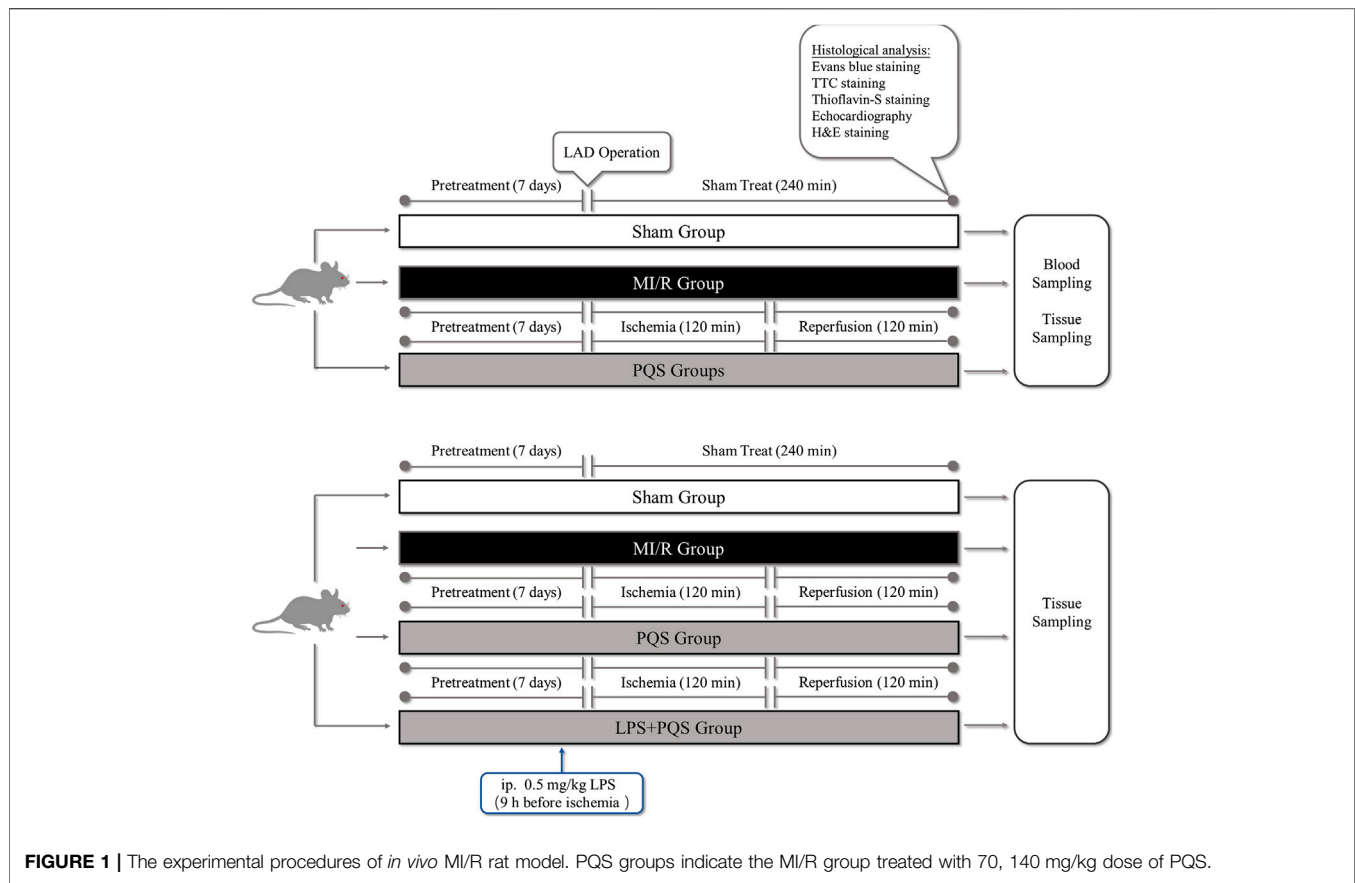 Histological analysis:
Evans blue staining
TTC staining
Thioflavin-S staining
Echocardiography
H&E staining
LAD Operation
Pretreatment (7 days)
Sham Treat (240 min)
Sham Group
MI/R Group
Pretreatment (7 days)
Ischemia (120 min)
Reperfusion (120 min)
PQS Groups
Blood
Sampling
Tissue
Sampling
Pretreatment (7 days)
Sham Treat (240 min)
Sham Group
MI/R Group
Pretreatment (7 days)
Ischemia (120 min)
Reperfusion (120 min)
PQS Group
Pretreatment (7 days)
Ischemia (120 min)
Reperfusion (120 min)
LPS+PQS Group
Tissue
Sampling
ip. 0.5 mg/kg LPS
(9 h before ischemia )
FIGURE 1 | The experimental procedures of in vivo MI/R rat model. PQS groups indicate the MI/R group treated with 70, 140 mg/kg dose of PQS.